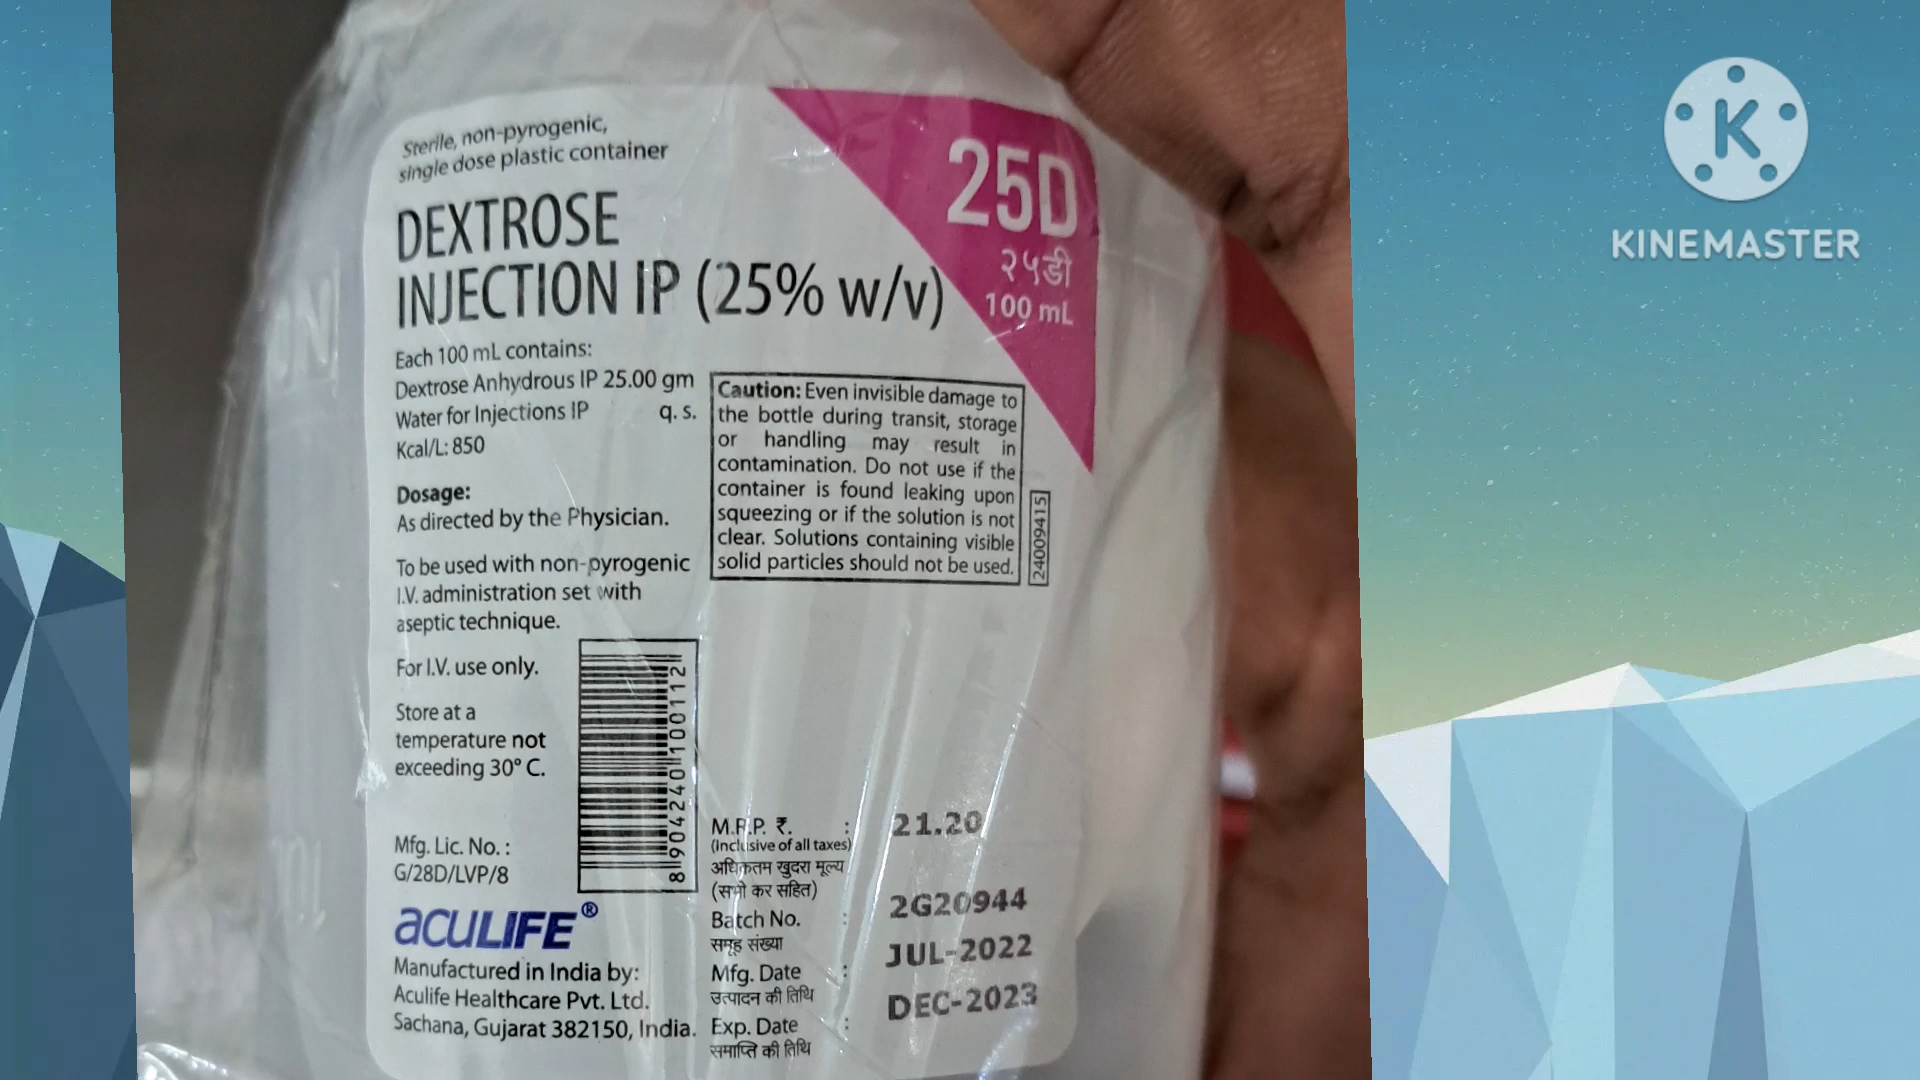 Sterile, non-pyrogenic,
single dose plastic container
DEXTROSE
INJECTION IP (25% w/v)
25D
२५डी
100 mL
Each 100 mL contains:
Dextrose Anhydrous IP 25.00 gm
Water for Injections IP q. s.
Kcal/L: 850
Dosage:
As directed by the Physician.
To be used with non-pyrogenic
I.V. administration set with
aseptic technique.
For I.V. use only.
Store at a
temperature not
exceeding 30° C.
Caution: Even invisible damage to
the bottle during transit, storage
or handling may result in
contamination. Do not use if the
container is found leaking upon
squeezing or if the solution is not
clear. Solutions containing visible
solid particles should not be used.
24009415
8 904240 100112
Mfg. Lic. No. :
G/28D/LVP/8
aCULIFE®
Manufactured in India by:
Aculife Healthcare Pvt. Ltd.
Sachana, Gujarat 382150, India.
M.R.P. ₹. : 21.20
(Inclusive of all taxes)
अधिकतम खुदरा मूल्य
(सभी कर सहित)
Batch No. : 2G20944
समूह संख्या
Mfg. Date : JUL-2022
उत्पादन की तिथि
Exp. Date : DEC-2023
समाप्ति की तिथि
K
KINEMASTER